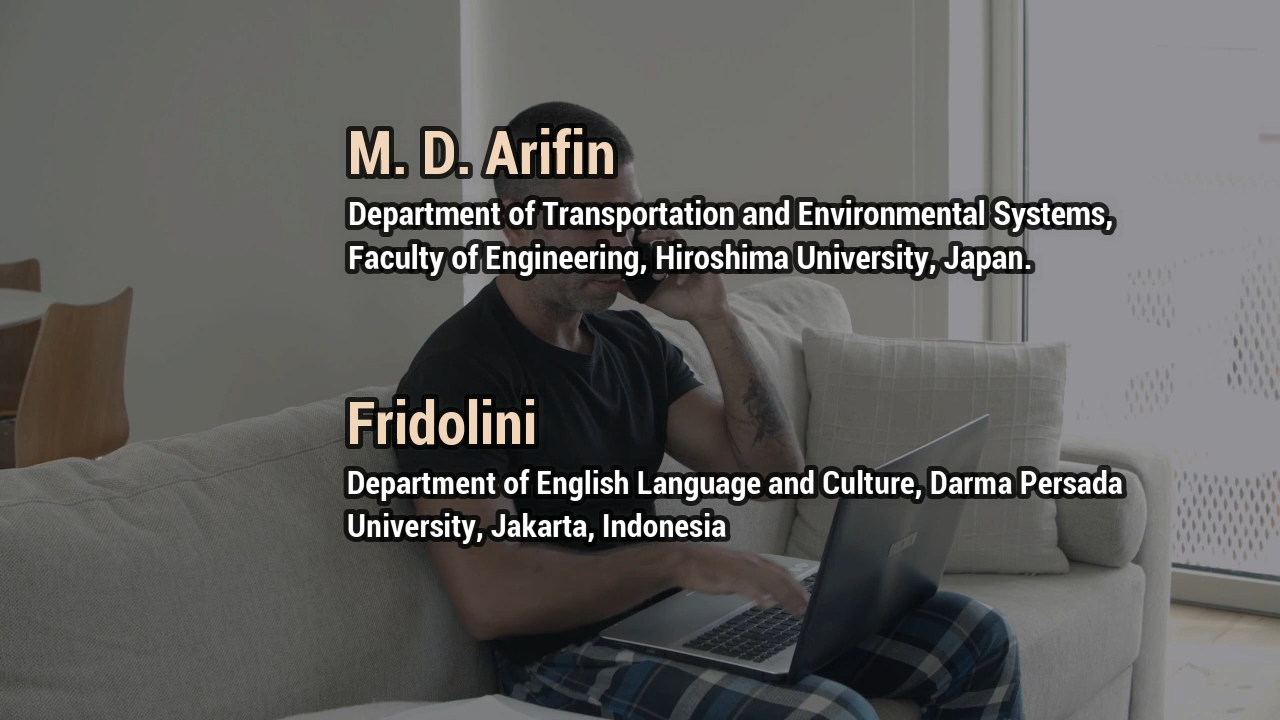 M. D. Arifin
Department of Transportation and Environmental Systems,
Faculty of Engineering, Hiroshima University, Japan.
Fridolini
Department of English Language and Culture, Darma Persada
University, Jakarta, Indonesia